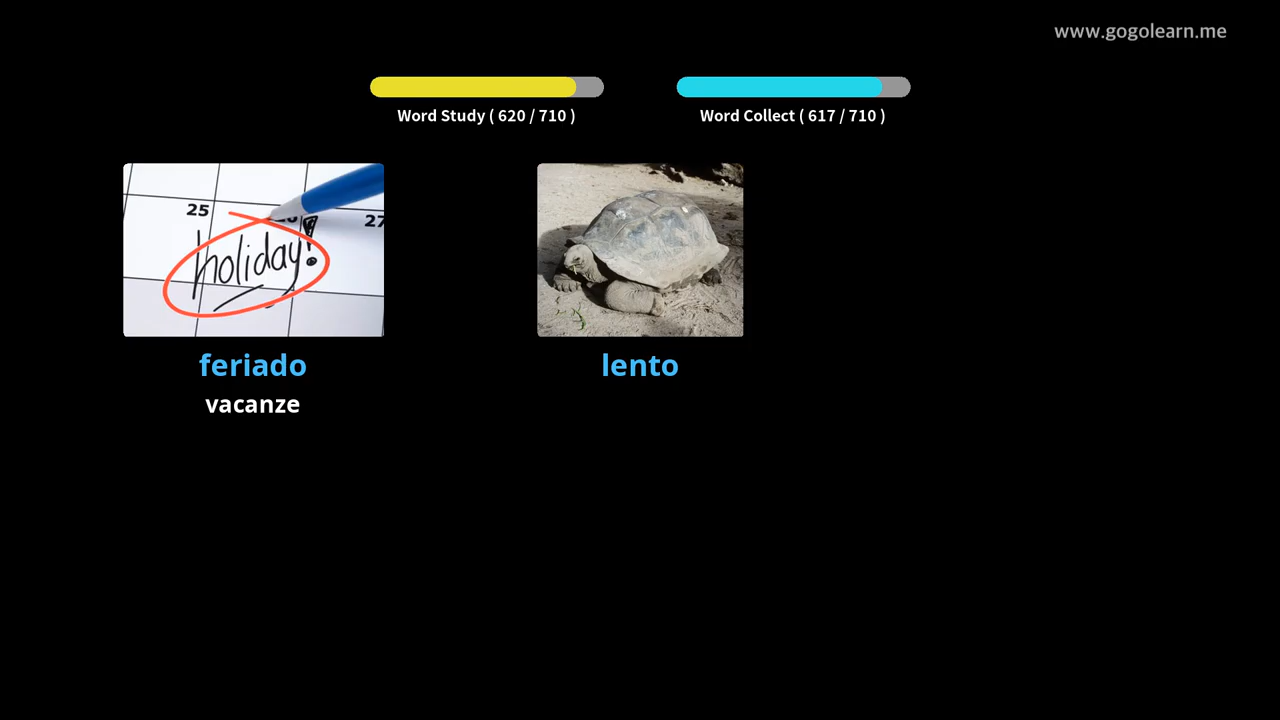 www.gogolearn.me
Word Study ( 620 / 710 )
Word Collect ( 617 / 710 )
25
27
holiday!
feriado
lento
vacanze